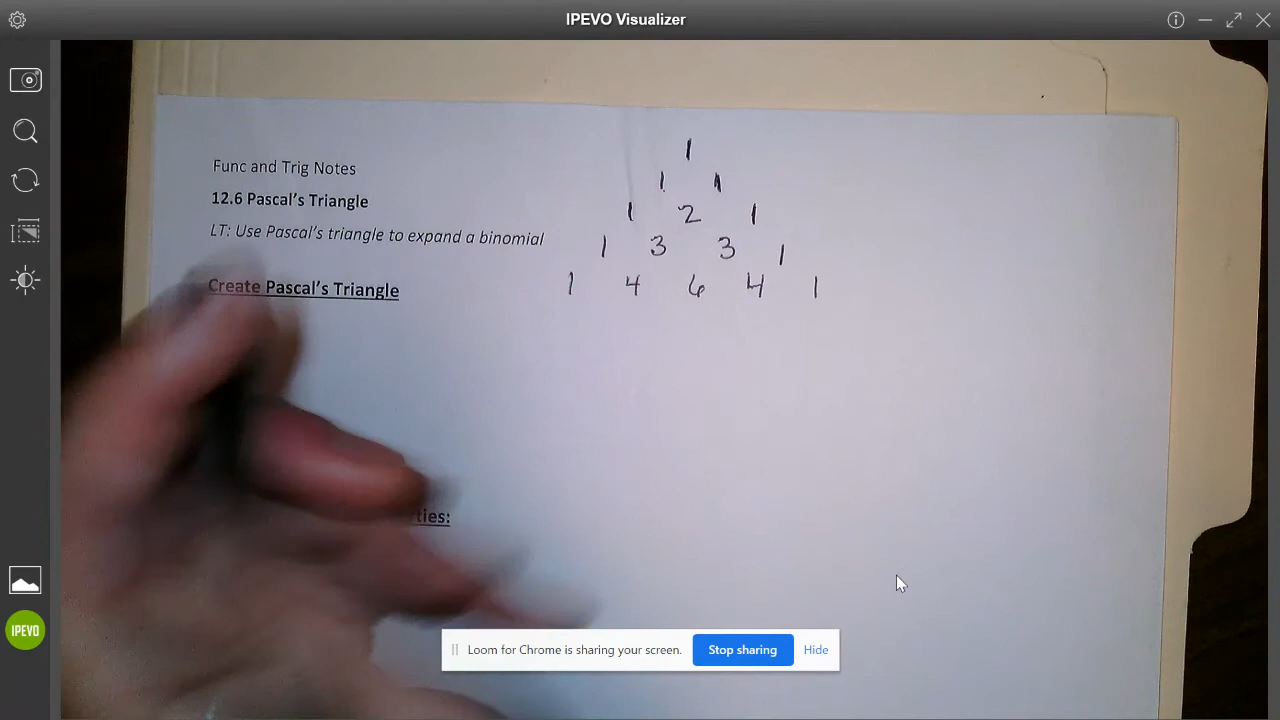 IPEVO Visualizer
Func and Trig Notes
12.6 Pascal's Triangle
LT: Use Pascal's triangle to expand a binomial
Create Pascal's Triangle
1
1 1
1 2 1
1 3 3 1
1 4 6 4 1
ties:
Loom for Chrome is sharing your screen. Stop sharing Hide
IPEVO